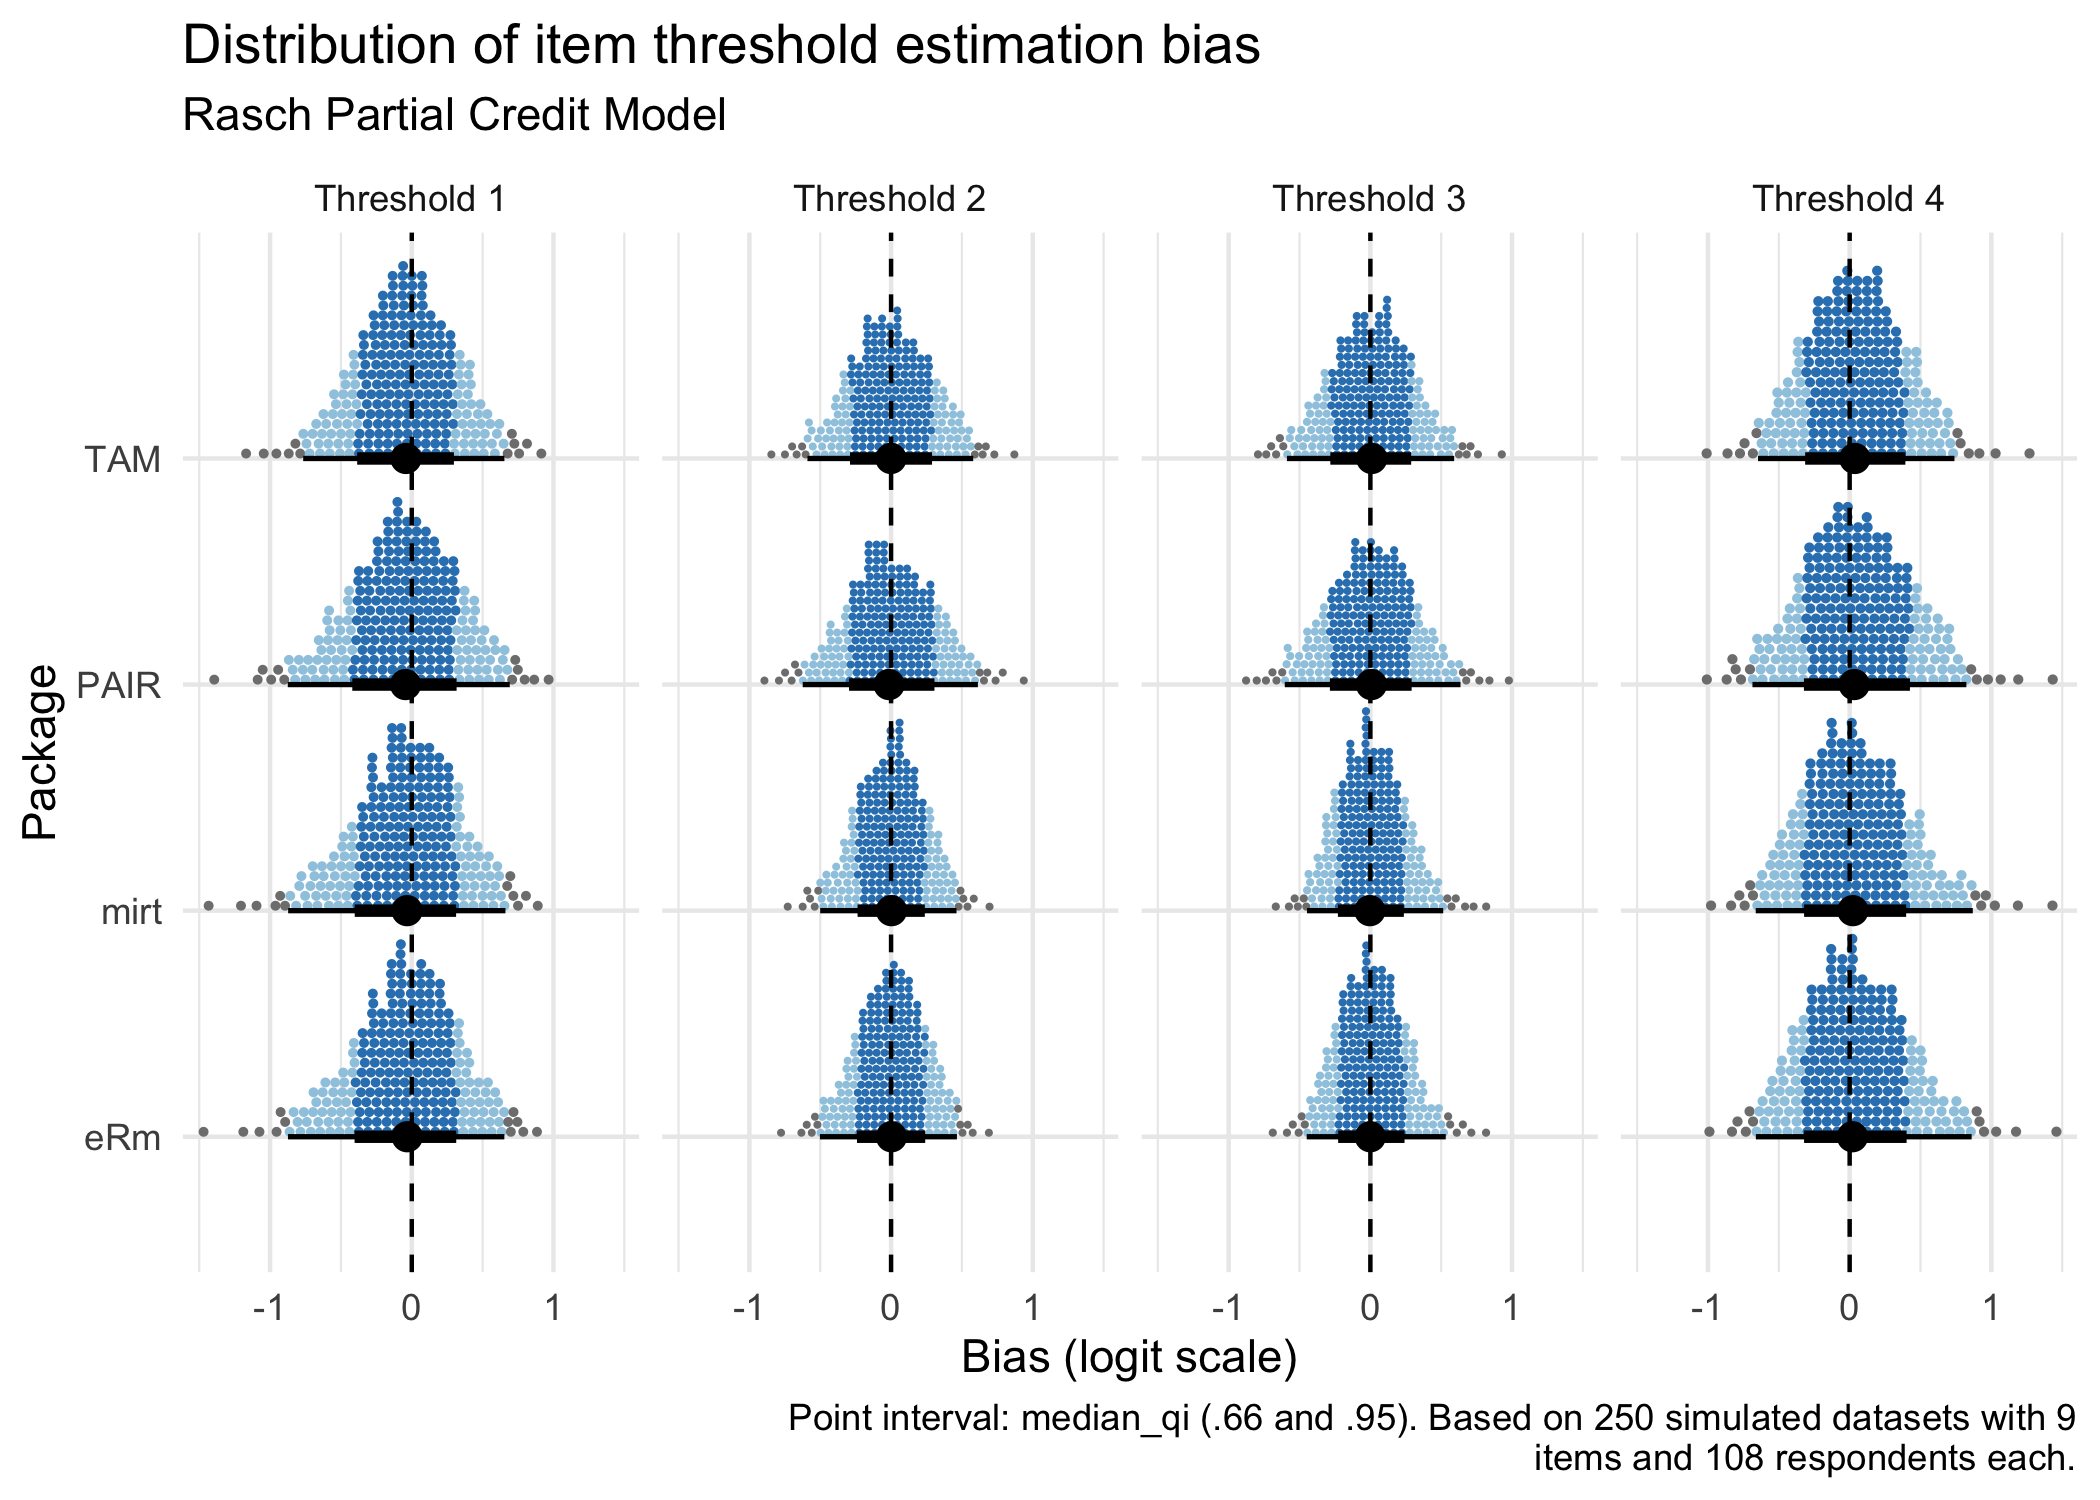 Distribution of item threshold estimation bias
Rasch Partial Credit Model
Threshold 1
Threshold 2
Threshold 3
Threshold 4
Package
TAM
PAIR
mirt
eRm
-1 0 1
-1 0 1
-1 0 1
-1 0 1
Bias (logit scale)
Point interval: median_qi (.66 and .95). Based on 250 simulated datasets with 9
items and 108 respondents each.